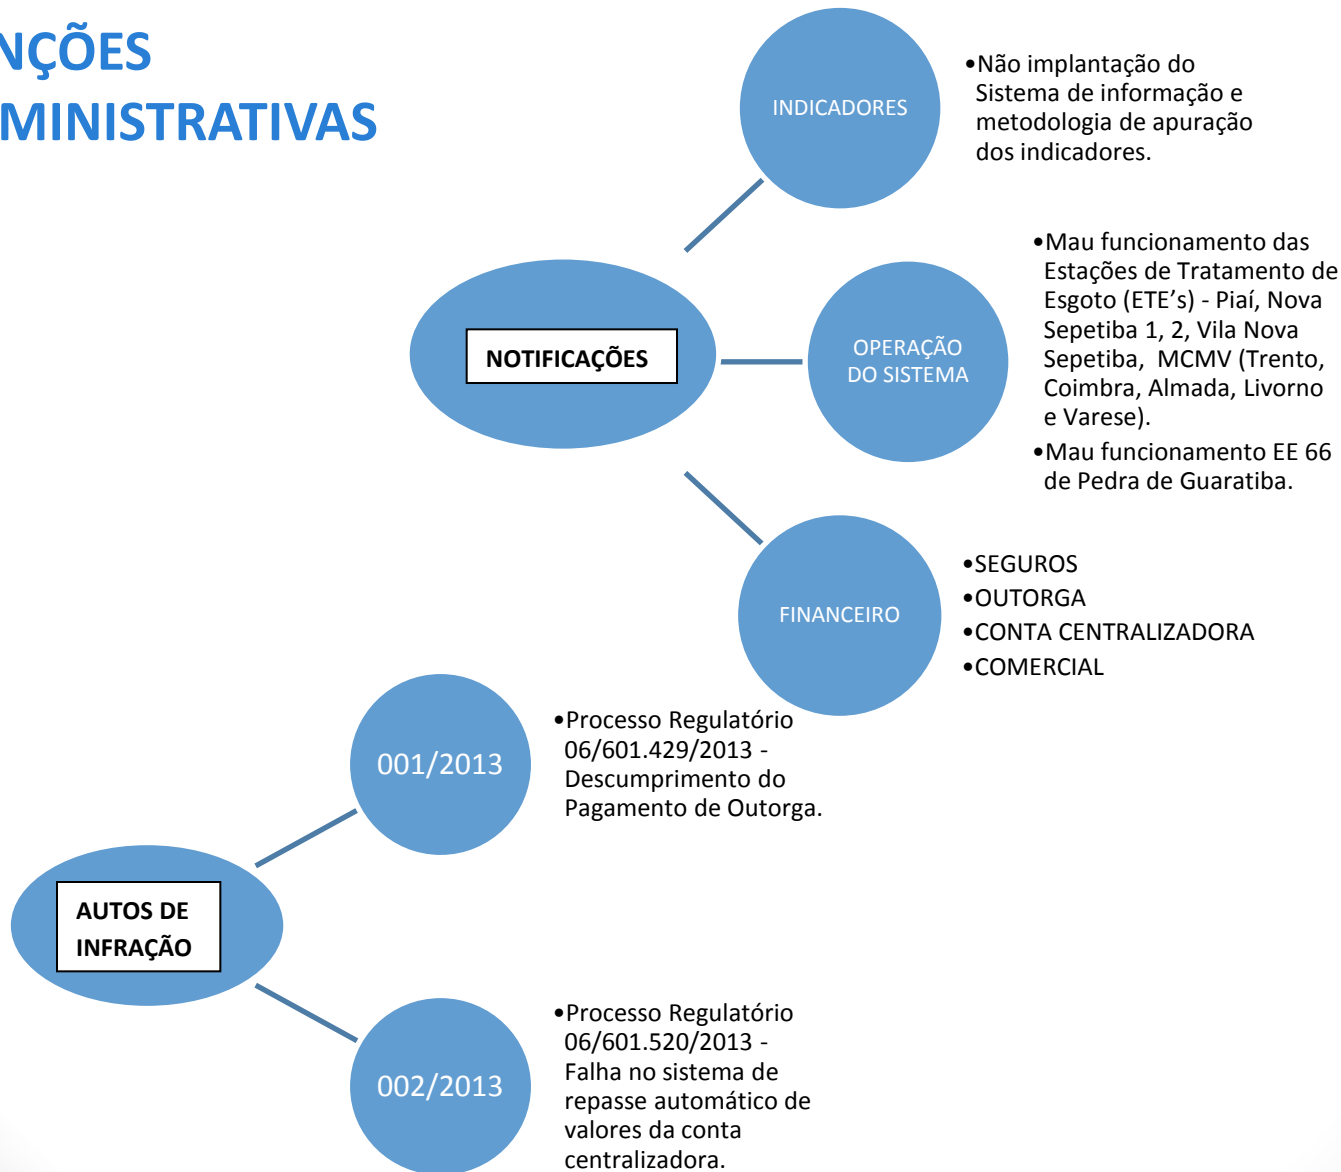 NÇÕES
MINISTRATIVAS
INDICADORES
•Não implantação do
Sistema de informação e
metodologia de apuração
dos indicadores.
NOTIFICAÇÕES
OPERAÇÃO
DO SISTEMA
•Mau funcionamento das
Estações de Tratamento de
Esgoto (ETE’s) - Piaí, Nova
Sepetiba 1, 2, Vila Nova
Sepetiba, MCMV (Trento,
Coimbra, Almada, Livorno
e Varese).
•Mau funcionamento EE 66
de Pedra de Guaratiba.
FINANCEIRO
•SEGUROS
•OUTORGA
•CONTA CENTRALIZADORA
•COMERCIAL
AUTOS DE
INFRAÇÃO
001/2013
•Processo Regulatório
06/601.429/2013 -
Descumprimento do
Pagamento de Outorga.
002/2013
•Processo Regulatório
06/601.520/2013 -
Falha no sistema de
repasse automático de
valores da conta
centralizadora.